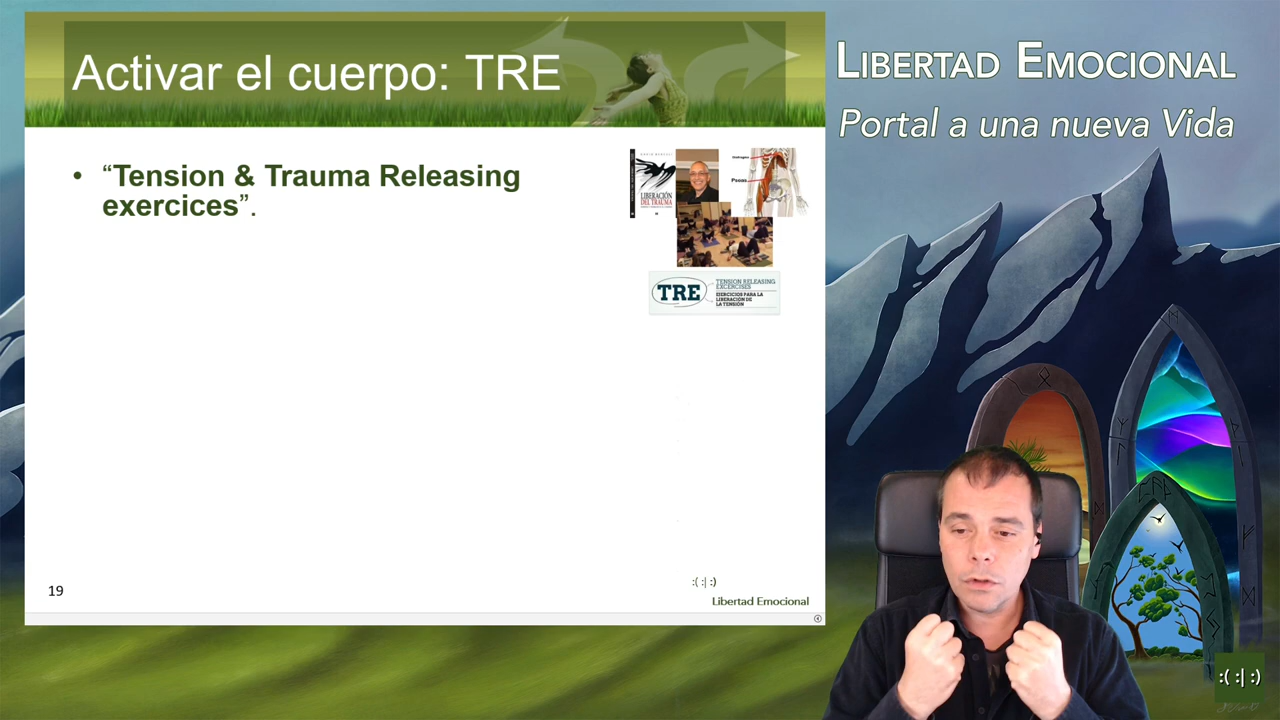 Activar el cuerpo: TRE
LIBERTAD EMOCIONAL
Portal a una nueva Vida
• “Tension & Trauma Releasing
exercices”.
LIBERACIÓN
DEL TRAUMA
Psoas
TRE
TENSION RELEASING
EXCERCISES
EJERCICIOS PARA LA
LIBERACIÓN DE
LA TENSIÓN
19
:( :| :)
Libertad Emocional
:( :| :)